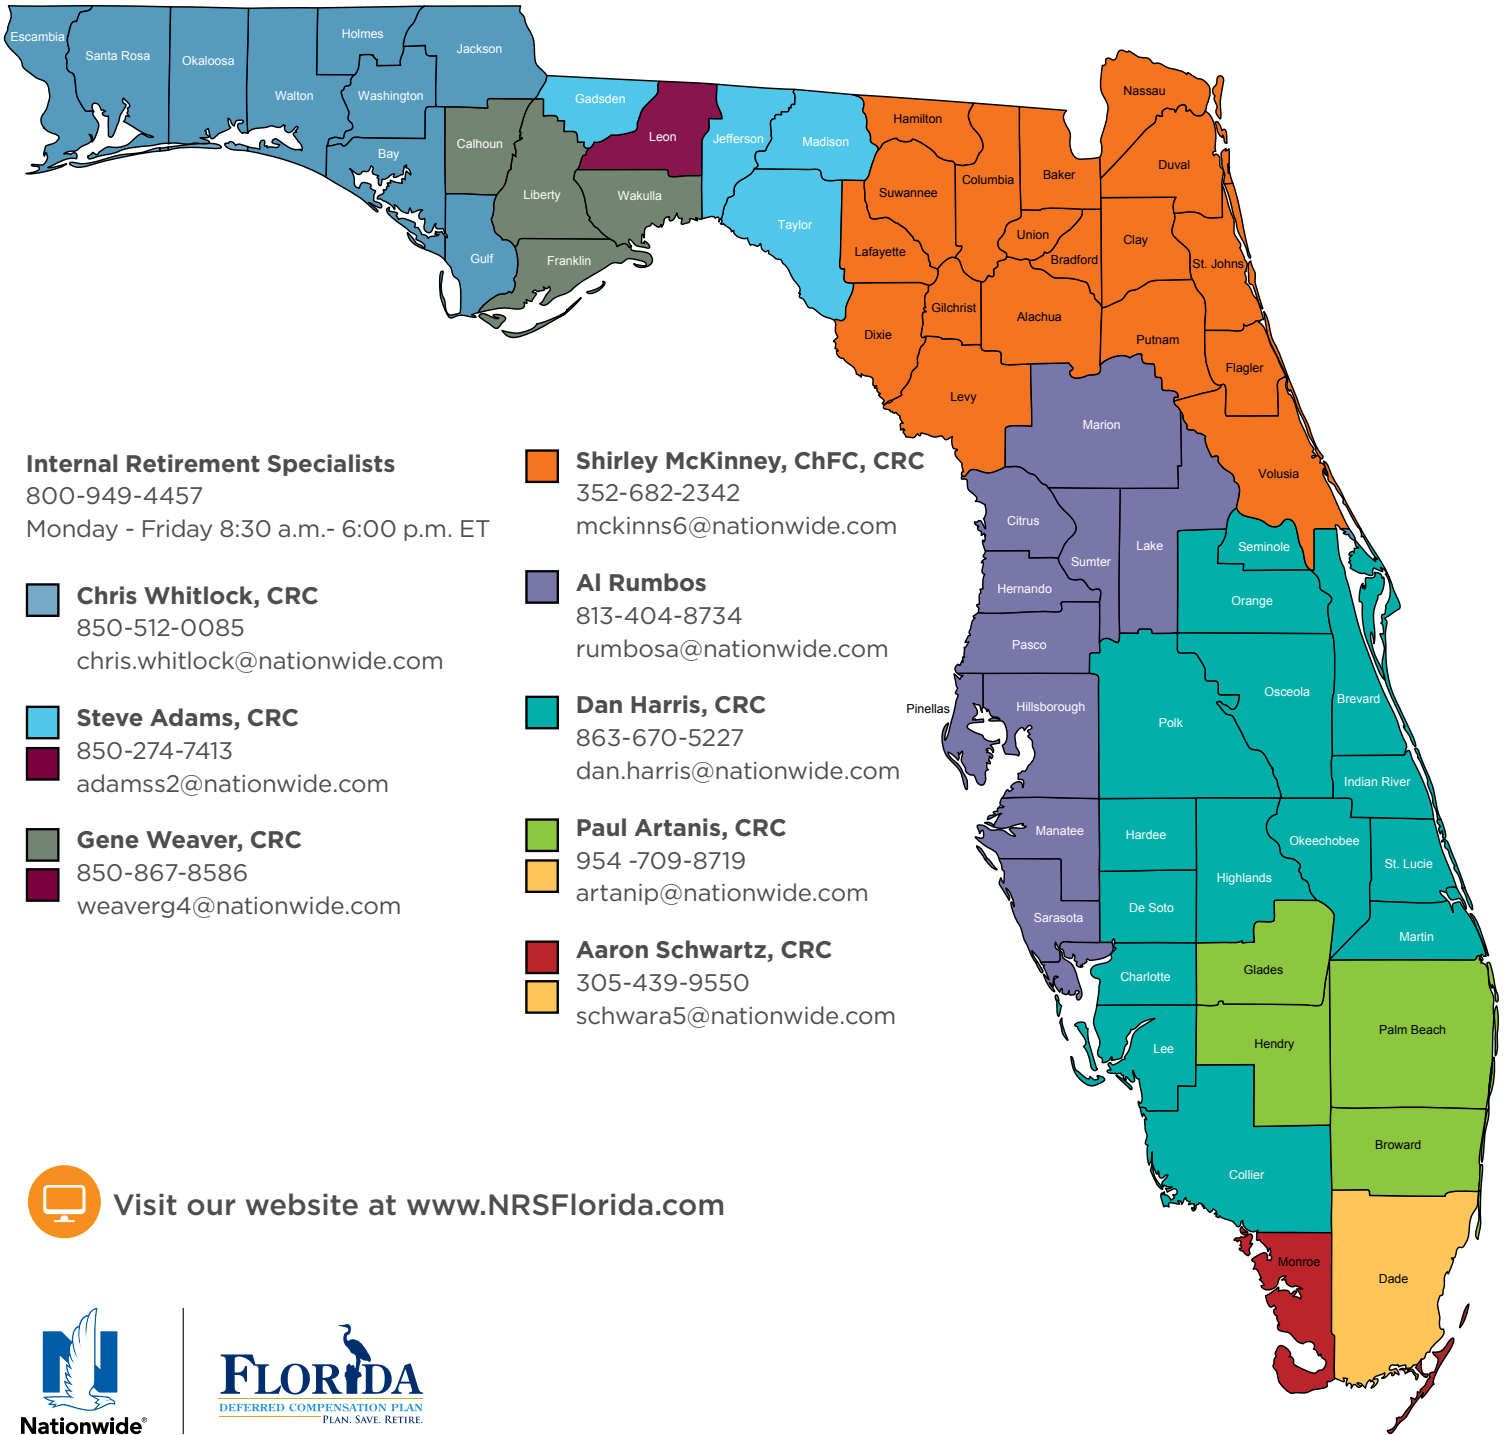 Escambia
Santa Rosa
Okaloosa
Walton
Holmes
Washington
Jackson
Bay
Calhoun
Gulf
Liberty
Gadsden
Leon
Wakulla
Franklin
Jefferson
Madison
Taylor
Hamilton
Suwannee
Lafayette
Columbia
Baker
Nassau
Duval
Union
Bradford
Clay
St. Johns
Dixie
Gilchrist
Alachua
Putnam
Flagler
Levy
Marion
Volusia
Citrus
Sumter
Lake
Seminole
Hernando
Orange
Pasco
Pinellas
Hillsborough
Polk
Osceola
Brevard
Indian River
Manatee
Hardee
Okeechobee
St. Lucie
Highlands
Sarasota
De Soto
Martin
Charlotte
Glades
Lee
Hendry
Palm Beach
Broward
Collier
Monroe
Dade
Internal Retirement Specialists
800-949-4457
Monday - Friday 8:30 a.m.- 6:00 p.m. ET
Chris Whitlock, CRC
850-512-0085
chris.whitlock@nationwide.com
Steve Adams, CRC
850-274-7413
adamss2@nationwide.com
Gene Weaver, CRC
850-867-8586
weaverg4@nationwide.com
Shirley McKinney, ChFC, CRC
352-682-2342
mckinns6@nationwide.com
Al Rumbos
813-404-8734
rumbosa@nationwide.com
Dan Harris, CRC
863-670-5227
dan.harris@nationwide.com
Paul Artanis, CRC
954 -709-8719
artanip@nationwide.com
Aaron Schwartz, CRC
305-439-9550
schwara5@nationwide.com
Visit our website at www.NRSFlorida.com
N
Nationwide®
FLORIDA
DEFERRED COMPENSATION PLAN
PLAN. SAVE. RETIRE.